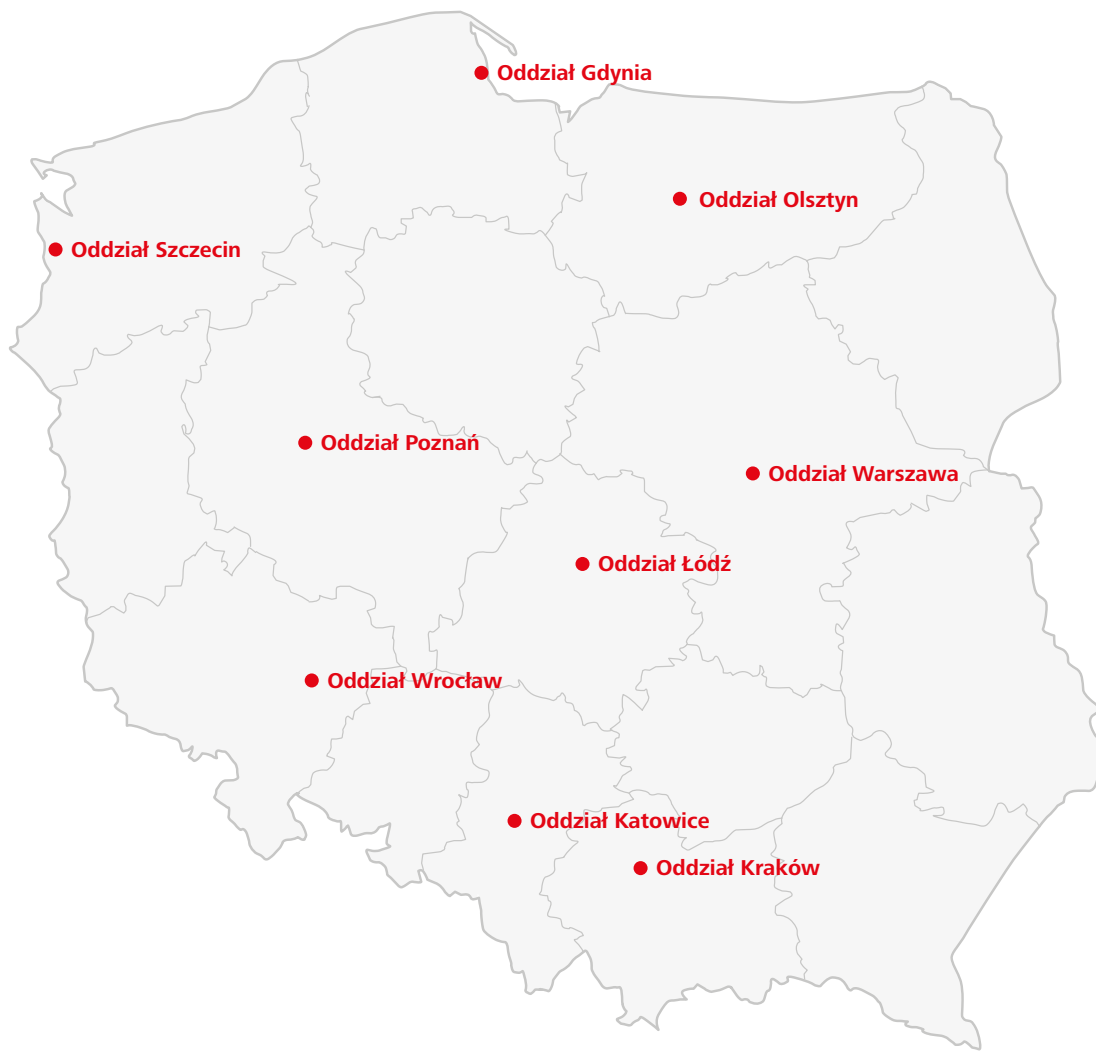 Oddział Gdynia
Oddział Olsztyn
Oddział Szczecin
Oddział Poznań
Oddział Warszawa
Oddział Łódź
Oddział Wrocław
Oddział Katowice
Oddział Kraków